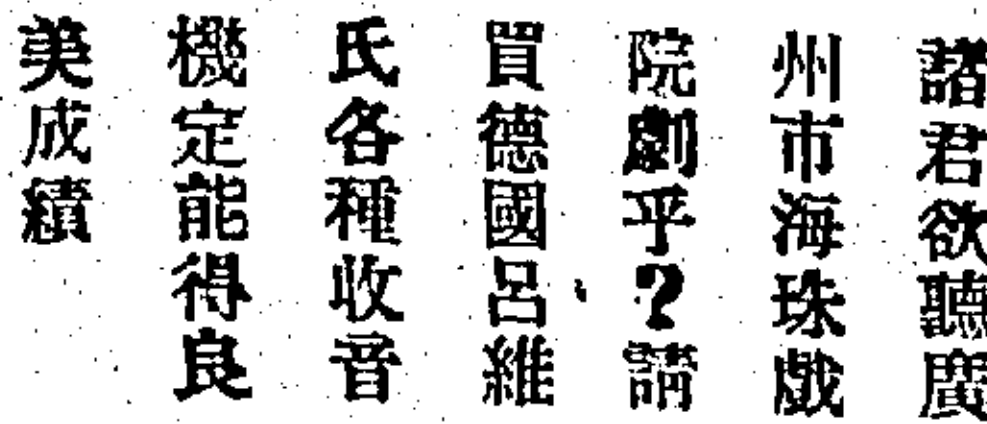 諸君欲聽廣
州市海珠戲
院劇乎?請
買德國呂維
氏各種收音
機定能得良
美成績